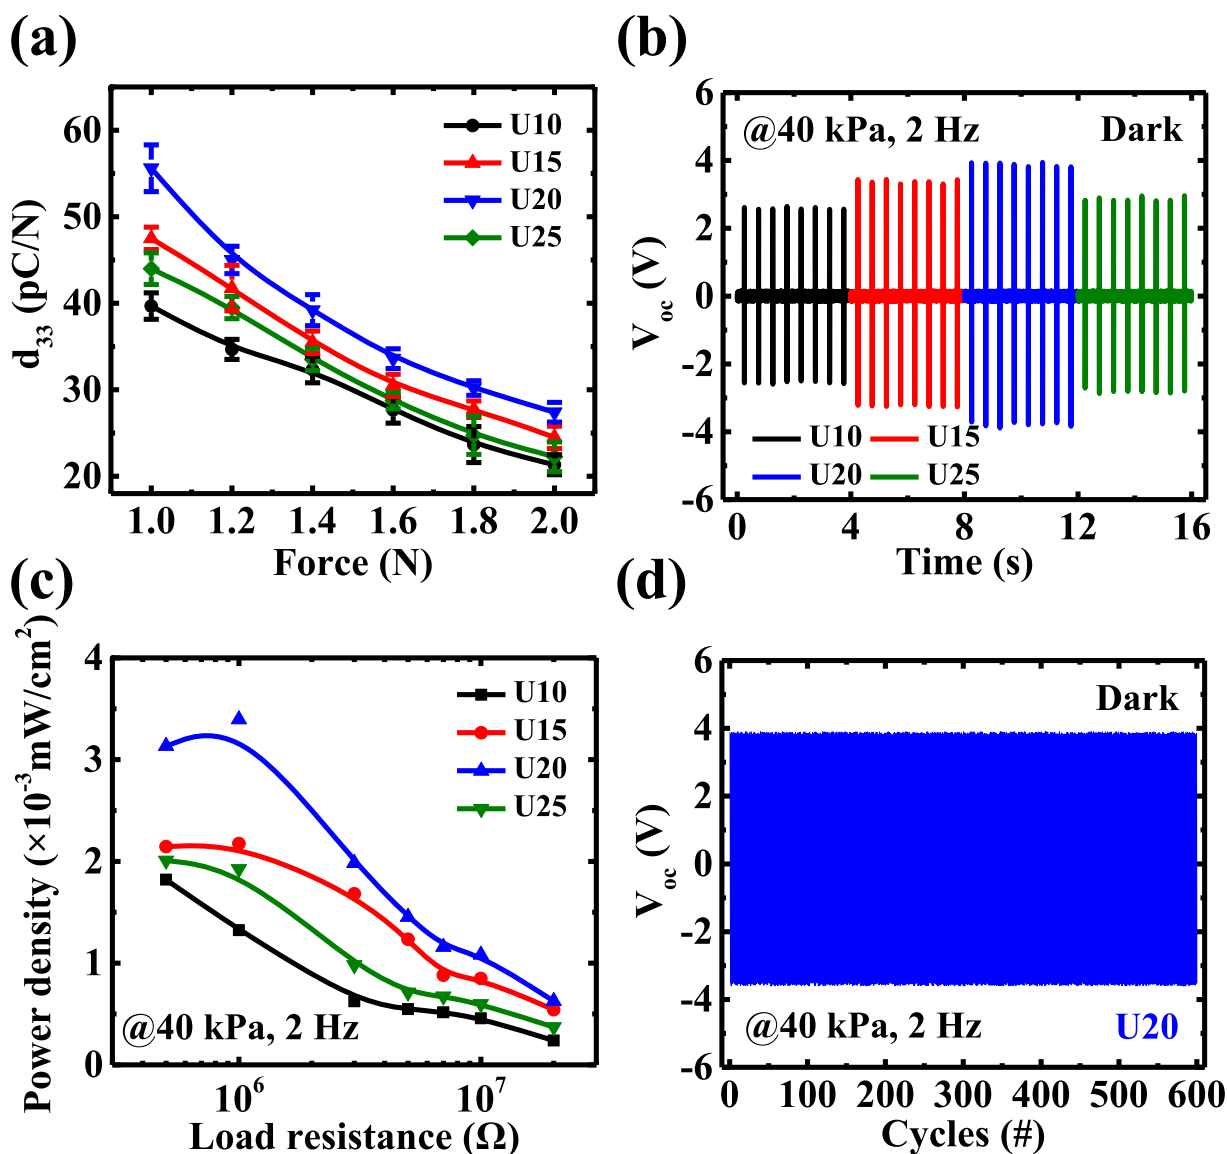 (a)
60
50
40
30
20
d33 (pC/N)
U10
U15
U20
U25
1.0 1.2 1.4 1.6 1.8 2.0
Force (N)
(b)
6
4
2
0
-2
-4
-6
Voc (V)
@40 kPa, 2 Hz Dark
U10 U15
U20 U25
0 4 8 12 16
Time (s)
(c)
4
3
2
1
0
Power density (×10-3mW/cm2)
U10
U15
U20
U25
@40 kPa, 2 Hz
106 107
Load resistance (Ω)
(d)
6
4
2
0
-2
-4
-6
Voc (V)
Dark
@40 kPa, 2 Hz U20
0 100 200 300 400 500 600
Cycles (#)